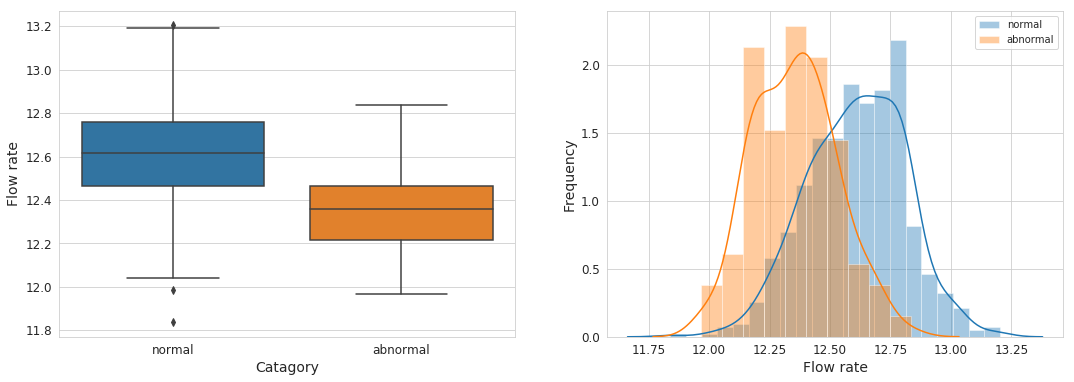 13.2
13.0
12.8
12.6
12.4
12.2
12.0
11.8
Flow rate
normal
abnormal
Catagory
normal
abnormal
2.0
1.5
1.0
0.5
0.0
Frequency
11.75
12.00
12.25
12.50
12.75
13.00
13.25
Flow rate